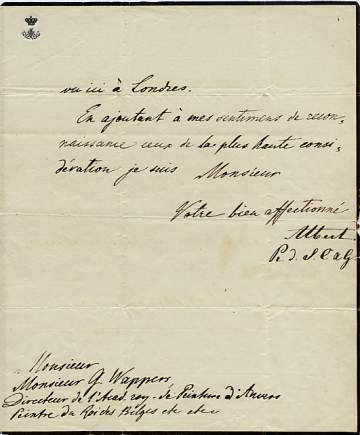 vu ici à Londres.
En ajoutant à mes sentimens de recon-
naissance ceux de la plus haute consi-
dération je suis Monsieur
Votre bien affectionné
Albert
P. d. S. C & G
à Monsieur
Monsieur G. Wappers
Directeur de l'Acad. roy. de Peinture d'Anvers
Peintre du Roi des Belges etc etc